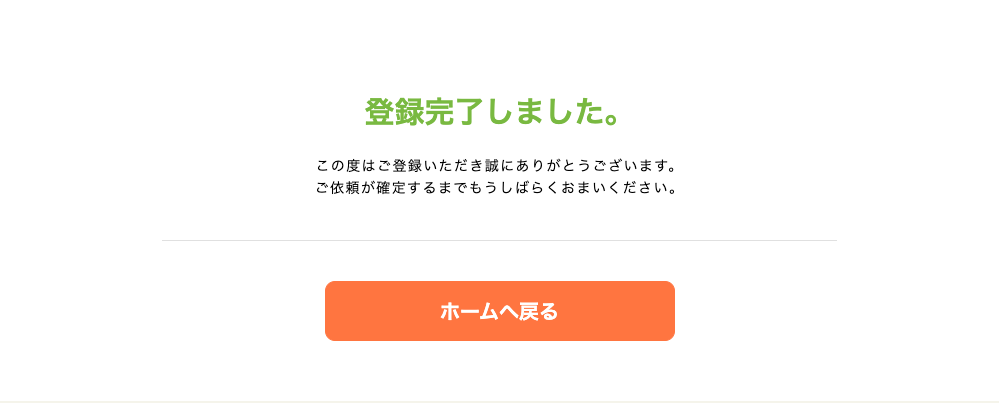 登録完了しました。
この度はご登録いただき誠にありがとうございます。
ご依頼が確定するまでもうしばらくおまいください。
ホームへ戻る